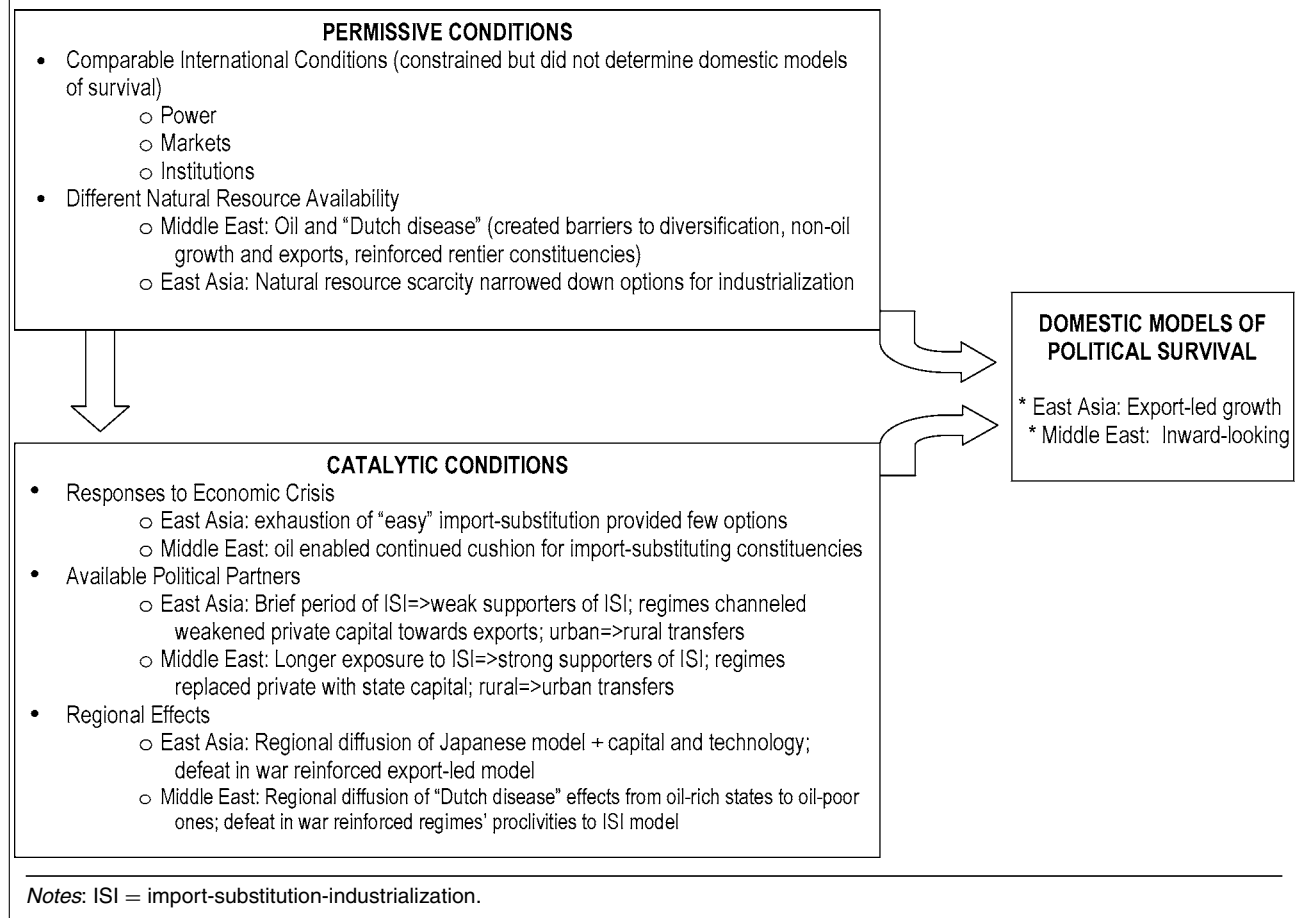 PERMISSIVE CONDITIONS
• Comparable International Conditions (constrained but did not determine domestic models
of survival)
o Power
o Markets
o Institutions
• Different Natural Resource Availability
o Middle East: Oil and “Dutch disease” (created barriers to diversification, non-oil
growth and exports, reinforced rentier constituencies)
o East Asia: Natural resource scarcity narrowed down options for industrialization
DOMESTIC MODELS OF
POLITICAL SURVIVAL
* East Asia: Export-led growth
* Middle East: Inward-looking
CATALYTIC CONDITIONS
• Responses to Economic Crisis
o East Asia: exhaustion of “easy” import-substitution provided few options
o Middle East: oil enabled continued cushion for import-substituting constituencies
• Available Political Partners
o East Asia: Brief period of ISI=>weak supporters of ISI; regimes channeled
weakened private capital towards exports; urban=>rural transfers
o Middle East: Longer exposure to ISI=>strong supporters of ISI; regimes
replaced private with state capital; rural=>urban transfers
• Regional Effects
o East Asia: Regional diffusion of Japanese model + capital and technology;
defeat in war reinforced export-led model
o Middle East: Regional diffusion of “Dutch disease” effects from oil-rich states to oil-poor
ones; defeat in war reinforced regimes’ proclivities to ISI model
Notes: ISI = import-substitution-industrialization.